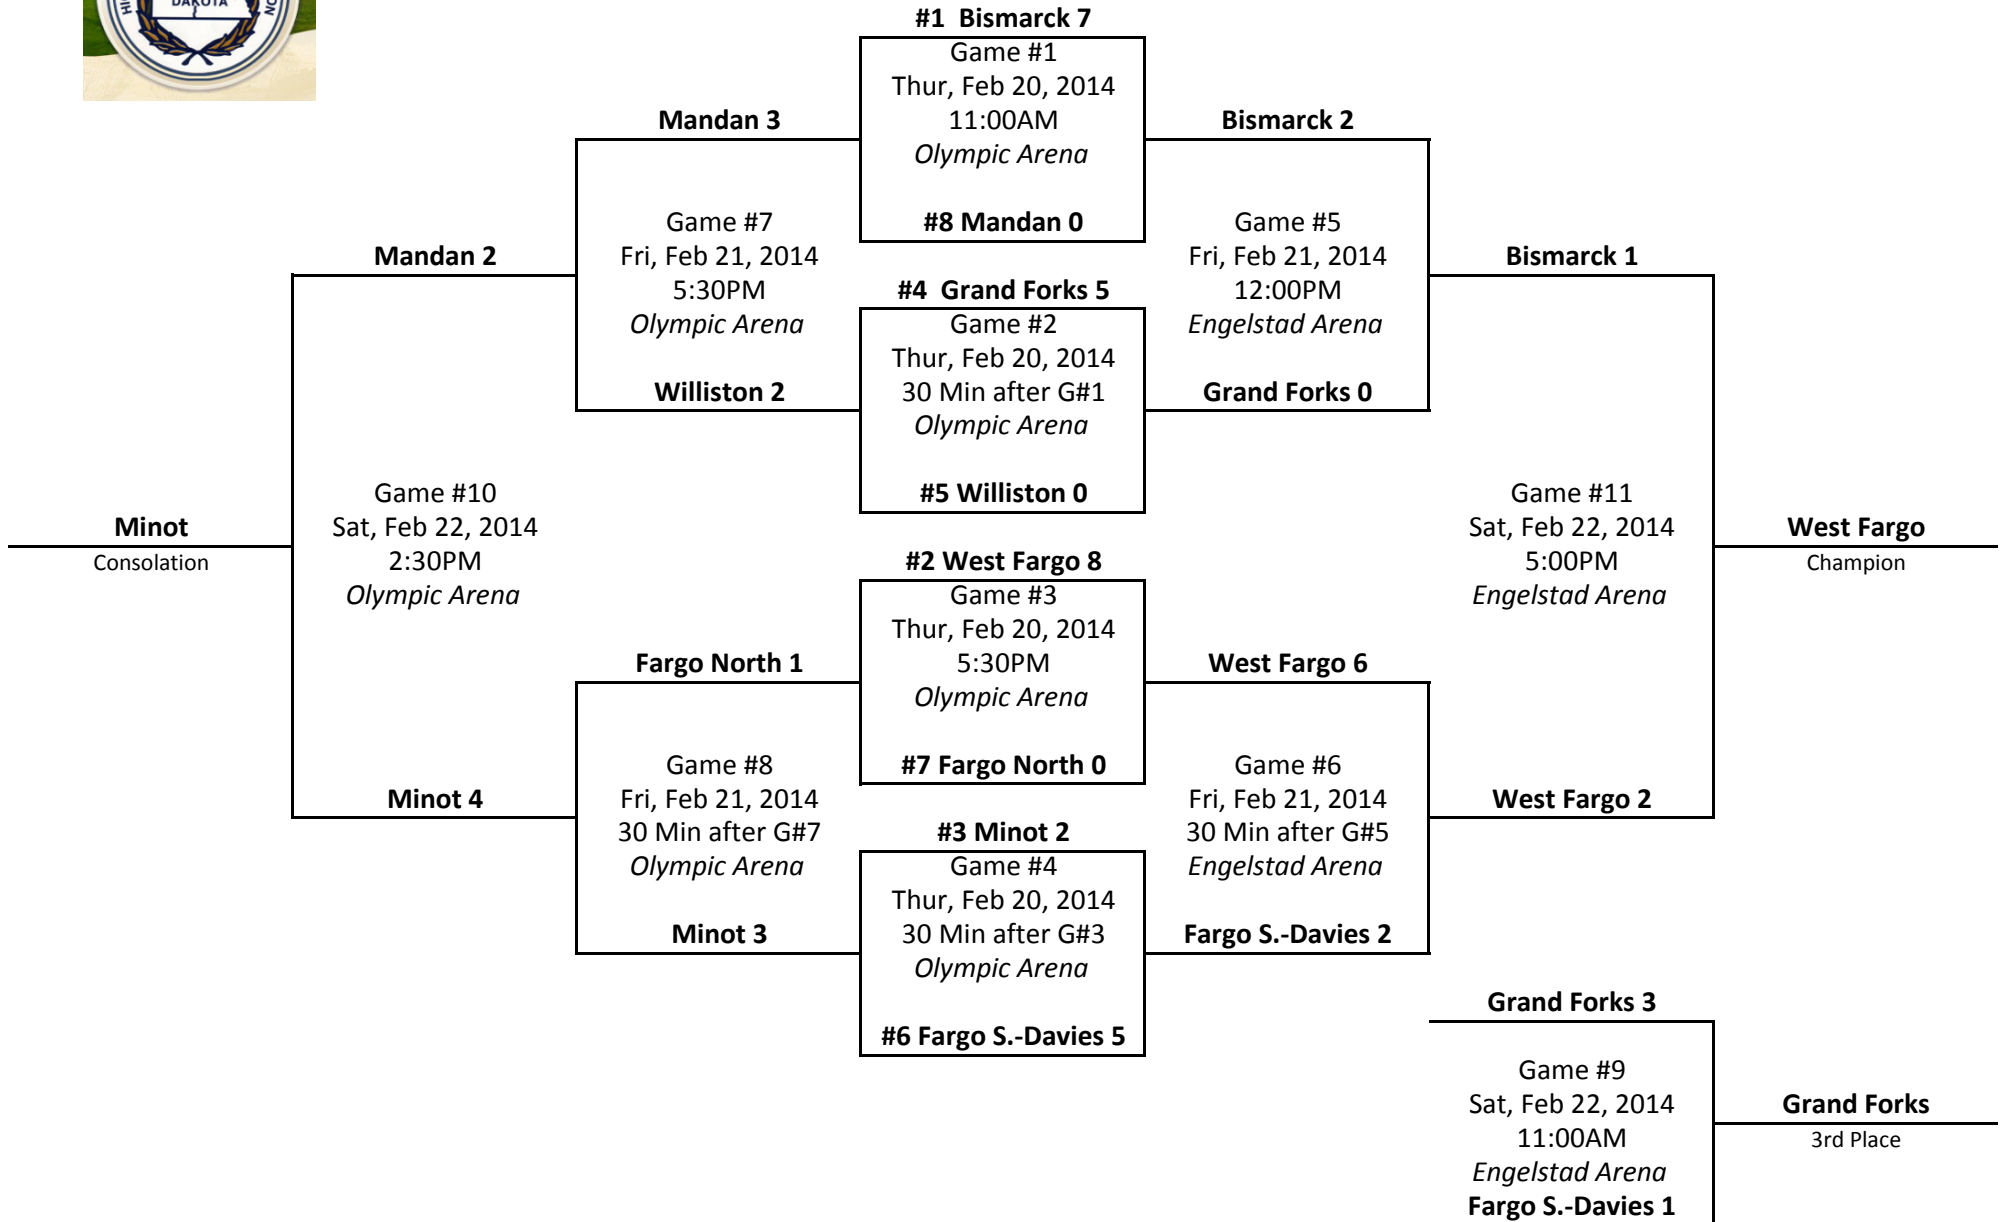 DAKOTA
#1 Bismarck 7
Game #1
Thur, Feb 20, 2014
11:00AM
Olympic Arena
#8 Mandan 0
Mandan 3
Bismarck 2
Game #7
Fri, Feb 21, 2014
5:30PM
Olympic Arena
Game #5
Fri, Feb 21, 2014
12:00PM
Engelstad Arena
Mandan 2
Bismarck 1
#4 Grand Forks 5
Game #2
Thur, Feb 20, 2014
30 Min after G#1
Olympic Arena
#5 Williston 0
Williston 2
Grand Forks 0
Game #10
Sat, Feb 22, 2014
2:30PM
Olympic Arena
Game #11
Sat, Feb 22, 2014
5:00PM
Engelstad Arena
Minot
Consolation
West Fargo
Champion
#2 West Fargo 8
Game #3
Thur, Feb 20, 2014
5:30PM
Olympic Arena
#7 Fargo North 0
Fargo North 1
West Fargo 6
Game #8
Fri, Feb 21, 2014
30 Min after G#7
Olympic Arena
Game #6
Fri, Feb 21, 2014
30 Min after G#5
Engelstad Arena
Minot 4
West Fargo 2
#3 Minot 2
Game #4
Thur, Feb 20, 2014
30 Min after G#3
Olympic Arena
#6 Fargo S.-Davies 5
Minot 3
Fargo S.-Davies 2
Grand Forks 3
Game #9
Sat, Feb 22, 2014
11:00AM
Engelstad Arena
Fargo S.-Davies 1
Grand Forks
3rd Place